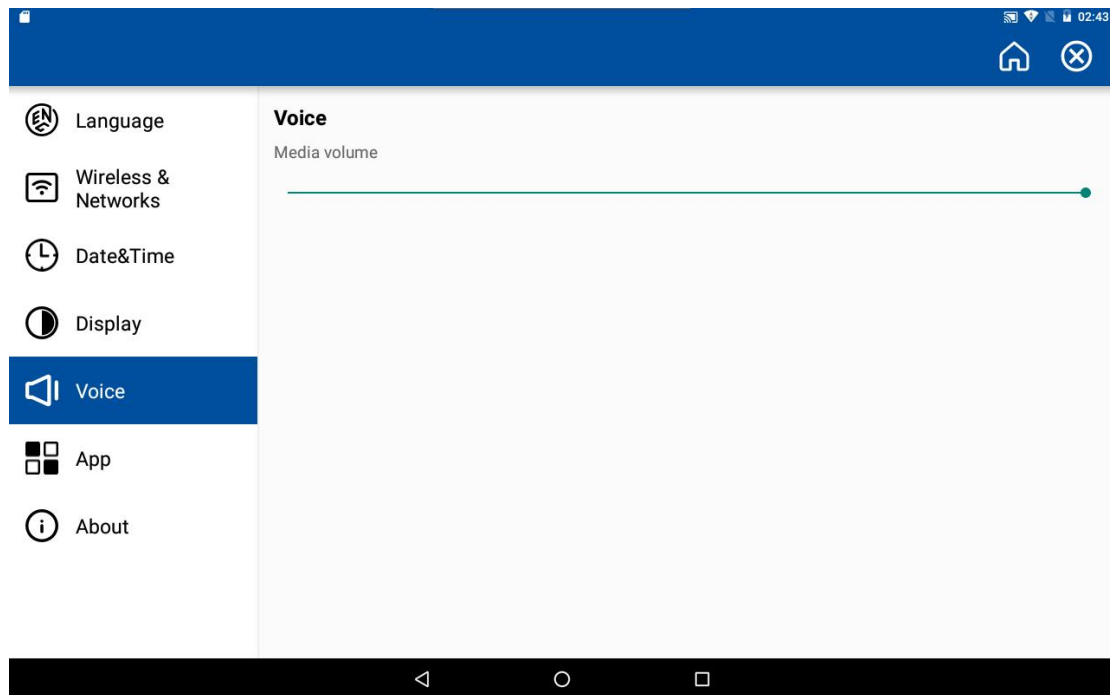 02:43
Language
Voice
Media volume
Wireless &
Networks
Date&Time
Display
Voice
App
About